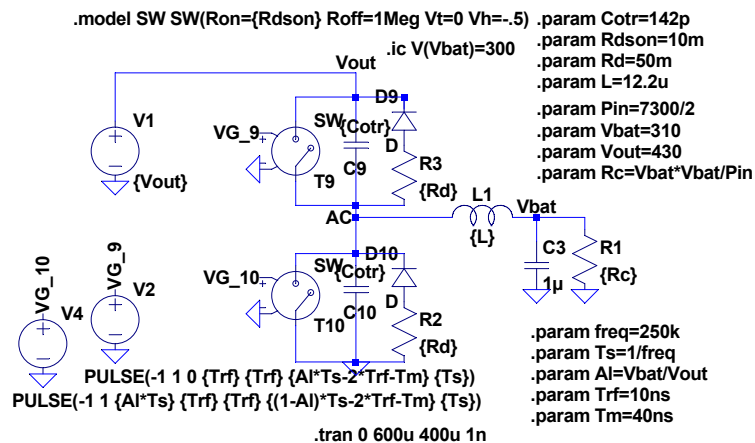 .model SW SW(Ron={Rdson} Roff=1Meg Vt=0 Vh=-.5)
.param Cotr=142p
.ic V(Vbat)=300
.param Rdson=10m
.param Rd=50m
.param L=12.2u
.param Pin=7300/2
.param Vbat=310
.param Vout=430
.param Rc=Vbat*Vbat/Pin
Vout
V1
{Vout}
VG_9
SW
T9
{Cotr}
C9
D9
D
R3
{Rd}
AC
L1
{L}
Vbat
C3
1µ
R1
{Rc}
VG_10
SW
T10
{Cotr}
C10
D10
D
R2
{Rd}
VG_10
V4
VG_9
V2
PULSE(-1 1 0 {Trf} {Trf} {Al*Ts-2*Trf-Tm} {Ts})
PULSE(-1 1 {Al*Ts} {Trf} {Trf} {(1-Al)*Ts-2*Trf-Tm} {Ts})
.tran 0 600u 400u 1n
.param freq=250k
.param Ts=1/freq
.param Al=Vbat/Vout
.param Trf=10ns
.param Tm=40ns